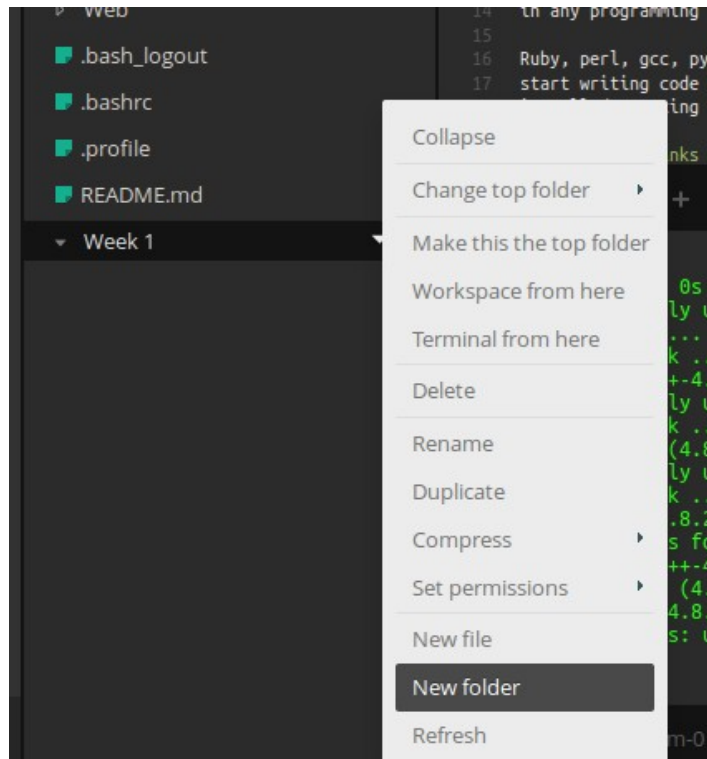 Web
.bash_logout
.bashrc
.profile
README.md
Week 1
14 in any programming
15
16 Ruby, perl, gcc, py
17 start writing code
ing
nks
+
Collapse
Change top folder
Make this the top folder
Workspace from here
Terminal from here
Delete
Rename
Duplicate
Compress
Set permissions
New file
New folder
Refresh
0s
ly u
...
k ..
+-4.
ly u
k ..
(4.8
ly u
k ..
.8.2
s fo
++-4
(4.
4.8.
s: u
m-0